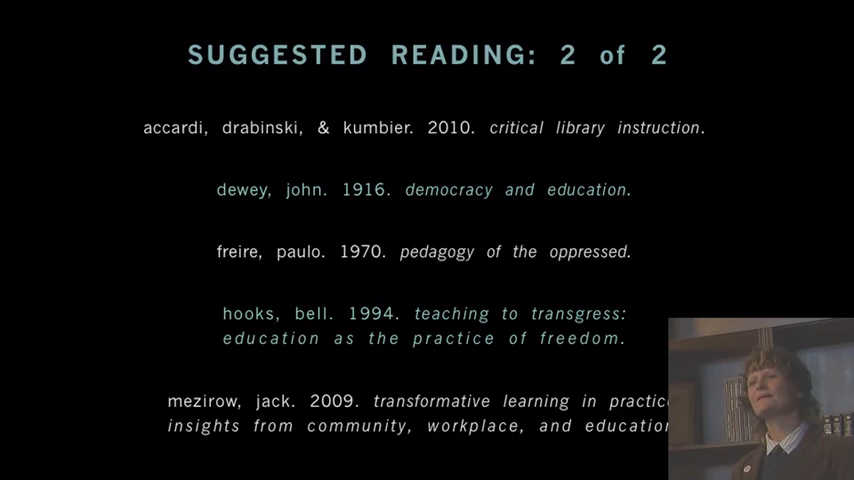 SUGGESTED READING: 2 of 2
accardi, drabinski, & kumbier. 2010. critical library instruction.
dewey, john. 1916. democracy and education.
freire, paulo. 1970. pedagogy of the oppressed.
hooks, bell. 1994. teaching to transgress:
education as the practice of freedom.
mezirow, jack. 2009. transformative learning in practice
insights from community, workplace, and education